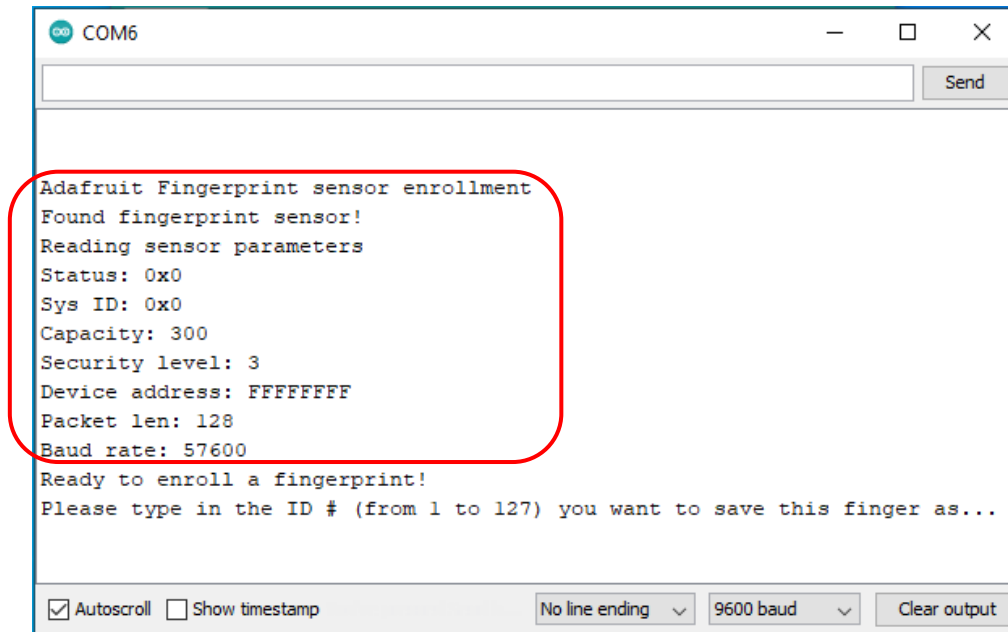 COM6
Send
Adafruit Fingerprint sensor enrollment
Found fingerprint sensor!
Reading sensor parameters
Status: 0x0
Sys ID: 0x0
Capacity: 300
Security level: 3
Device address: FFFFFFFF
Packet len: 128
Baud rate: 57600
Ready to enroll a fingerprint!
Please type in the ID # (from 1 to 127) you want to save this finger as...
Autoscroll Show timestamp No line ending 9600 baud Clear output